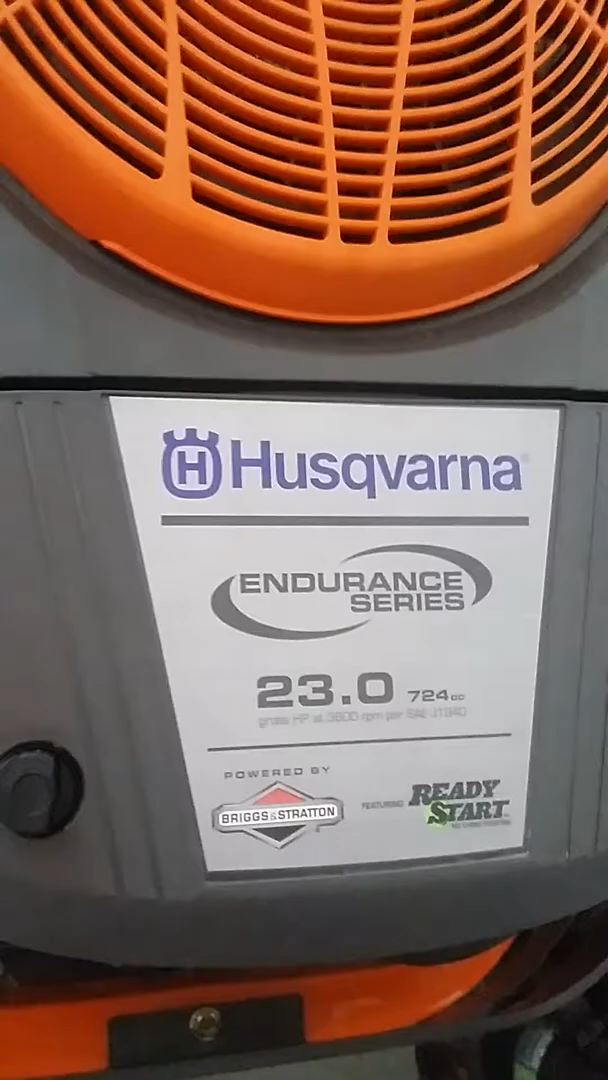 H Husqvarna
ENDURANCE
SERIES
23.0 724cc
gross HP at 3600 rpm per SAE J1940
POWERED BY
BRIGGS & STRATTON
FEATURING READY
START